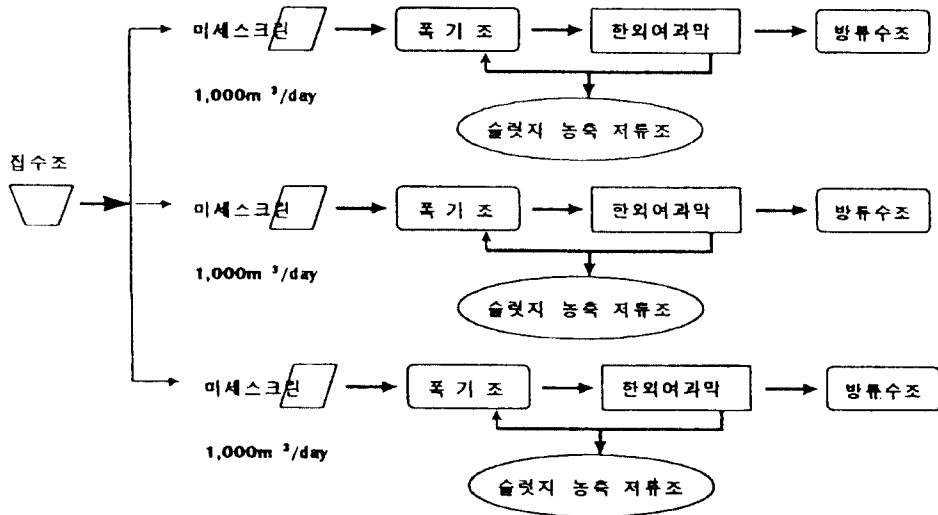 미세스크린 폭기조 한외여과막 방류수조
1,000m ³/day
슬럿지 농축 저류조
집수조
미세스크린 폭기조 한외여과막 방류수조
1,000m ³/day
슬럿지 농축 저류조
미세스크린 폭기조 한외여과막 방류수조
1,000m ³/day
슬럿지 농축 저류조